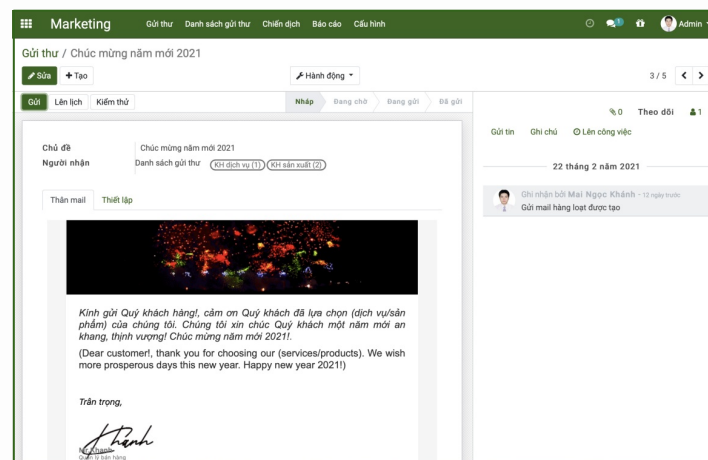 Marketing Gửi thư Danh sách gửi thư Chiến dịch Báo cáo Cấu hình Admin
Gửi thư / Chúc mừng năm mới 2021
Sửa + Tạo Hành động 3 / 5
Gửi Lên lịch Kiểm thử Nháp Đang chờ Đang gửi Đã gửi
0 Theo dõi 1
Gửi tin Ghi chú Lên công việc
Chủ đề Chúc mừng năm mới 2021
Người nhận Danh sách gửi thư KH dịch vụ (1) KH sản xuất (2)
22 tháng 2 năm 2021
Thân mail Thiết lập
Ghi nhận bởi Mai Ngọc Khánh - 12 ngày trước
Gửi mail hàng loạt được tạo
Kính gửi Quý khách hàng!, cảm ơn Quý khách đã lựa chọn (dịch vụ/sản
phẩm) của chúng tôi. Chúng tôi xin chúc Quý khách một năm mới an
khang, thịnh vượng! Chúc mừng năm mới 2021!.
(Dear customer!, thank you for choosing our (services/products). We wish
more prosperous days this new year. Happy new year 2021!)
Trân trọng,
Khánh
Mr Khanh
Quản lý bán hàng